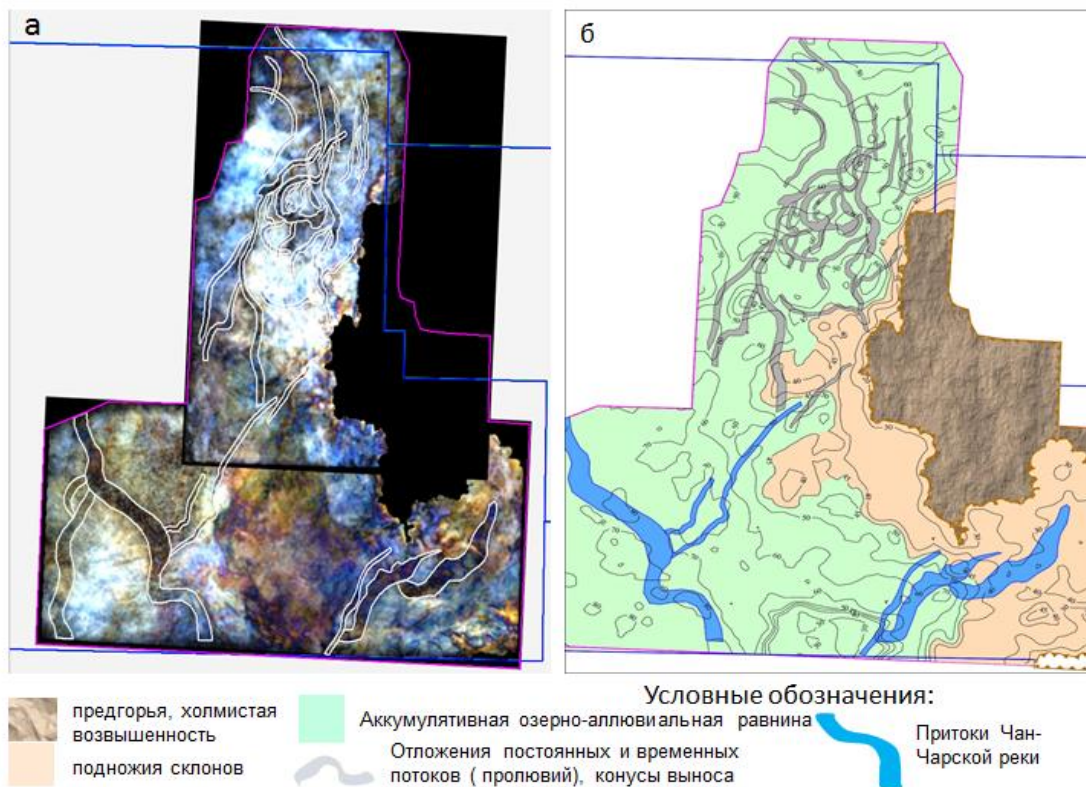 а
б
Условные обозначения:
предгорья, холмистая
возвышенность
подножия склонов
Аккумулятивная озерно-аллювиальная равнина
Отложения постоянных и временных
потоков ( пролювий), конусы выноса
Притоки Чан-
Чарской реки